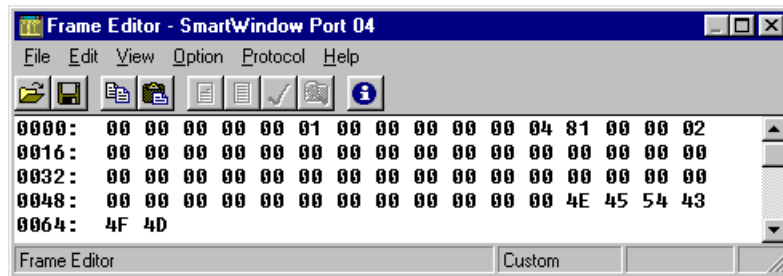 Frame Editor - SmartWindow Port 04
File Edit View Option Protocol Help
0000: 00 00 00 00 00 01 00 00 00 00 00 04 81 00 00 02
0016: 00 00 00 00 00 00 00 00 00 00 00 00 00 00 00 00
0032: 00 00 00 00 00 00 00 00 00 00 00 00 00 00 00 00
0048: 00 00 00 00 00 00 00 00 00 00 00 00 4E 45 54 43
0064: 4F 4D
Frame Editor Custom